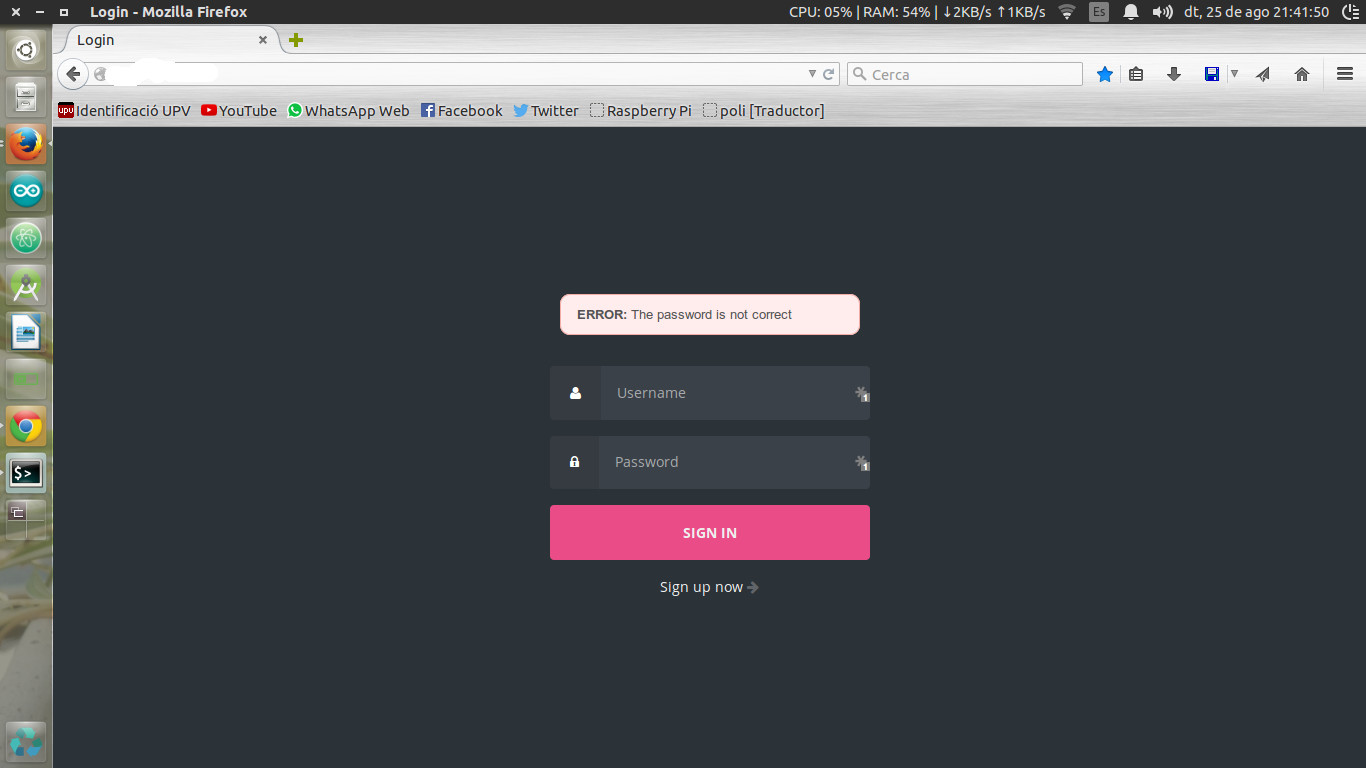 Login - Mozilla Firefox
CPU: 05% | RAM: 54% | ↓2KB/s ↑1KB/s
Es
dt, 25 de ago 21:41:50
Login
Cerca
upv Identificació UPV YouTube WhatsApp Web Facebook Twitter Raspberry Pi poli [Traductor]
ERROR: The password is not correct
Username
1
Password
1
SIGN IN
Sign up now
$>